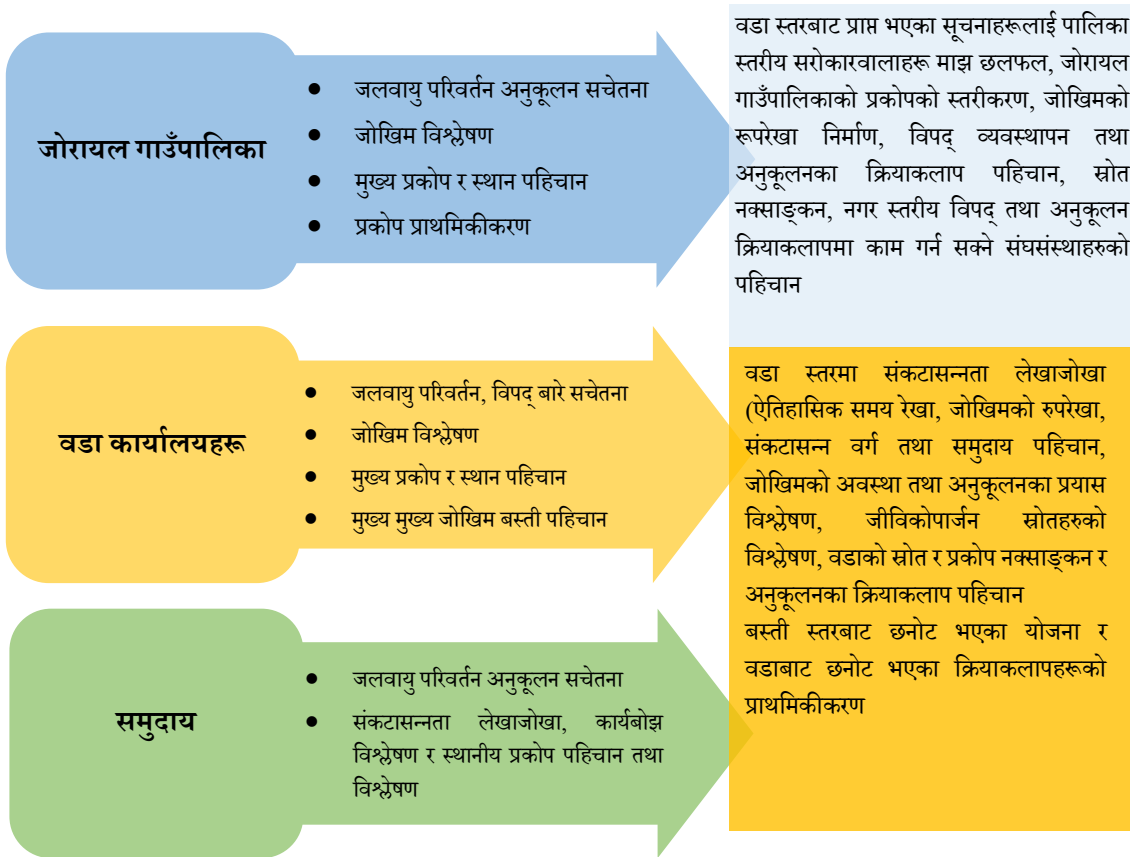 जोरायल गाउँपालिका
● जलवायु परिवर्तन अनुकूलन सचेतना
● जोखिम विश्लेषण
● मुख्य प्रकोप र स्थान पहिचान
● प्रकोप प्राथमिकीकरण
वडा स्तरबाट प्राप्त भएका सूचनाहरूलाई पालिका
स्तरीय सरोकारवालाहरू माझ छलफल, जोरायल
गाउँपालिकाको प्रकोपको स्तरीकरण, जोखिमको
रूपरेखा निर्माण, विपद् व्यवस्थापन तथा
अनुकूलनका क्रियाकलाप पहिचान, स्रोत
नक्साङ्कन, नगर स्तरीय विपद् तथा अनुकूलन
क्रियाकलापमा काम गर्न सक्ने संघसंस्थाहरुको
पहिचान
वडा कार्यालयहरू
● जलवायु परिवर्तन, विपद् बारे सचेतना
● जोखिम विश्लेषण
● मुख्य प्रकोप र स्थान पहिचान
● मुख्य मुख्य जोखिम बस्ती पहिचान
वडा स्तरमा संकटासन्नता लेखाजोखा
(ऐतिहासिक समय रेखा, जोखिमको रुपरेखा,
संकटासन्न वर्ग तथा समुदाय पहिचान,
जोखिमको अवस्था तथा अनुकूलनका प्रयास
विश्लेषण, जीविकोपार्जन स्रोतहरुको
विश्लेषण, वडाको स्रोत र प्रकोप नक्साङ्कन र
अनुकूलनका क्रियाकलाप पहिचान
बस्ती स्तरबाट छनोट भएका योजना र
वडाबाट छनोट भएका क्रियाकलापहरूको
प्राथमिकीकरण
समुदाय
● जलवायु परिवर्तन अनुकूलन सचेतना
● संकटासन्नता लेखाजोखा, कार्यबोझ
विश्लेषण र स्थानीय प्रकोप पहिचान तथा
विश्लेषण